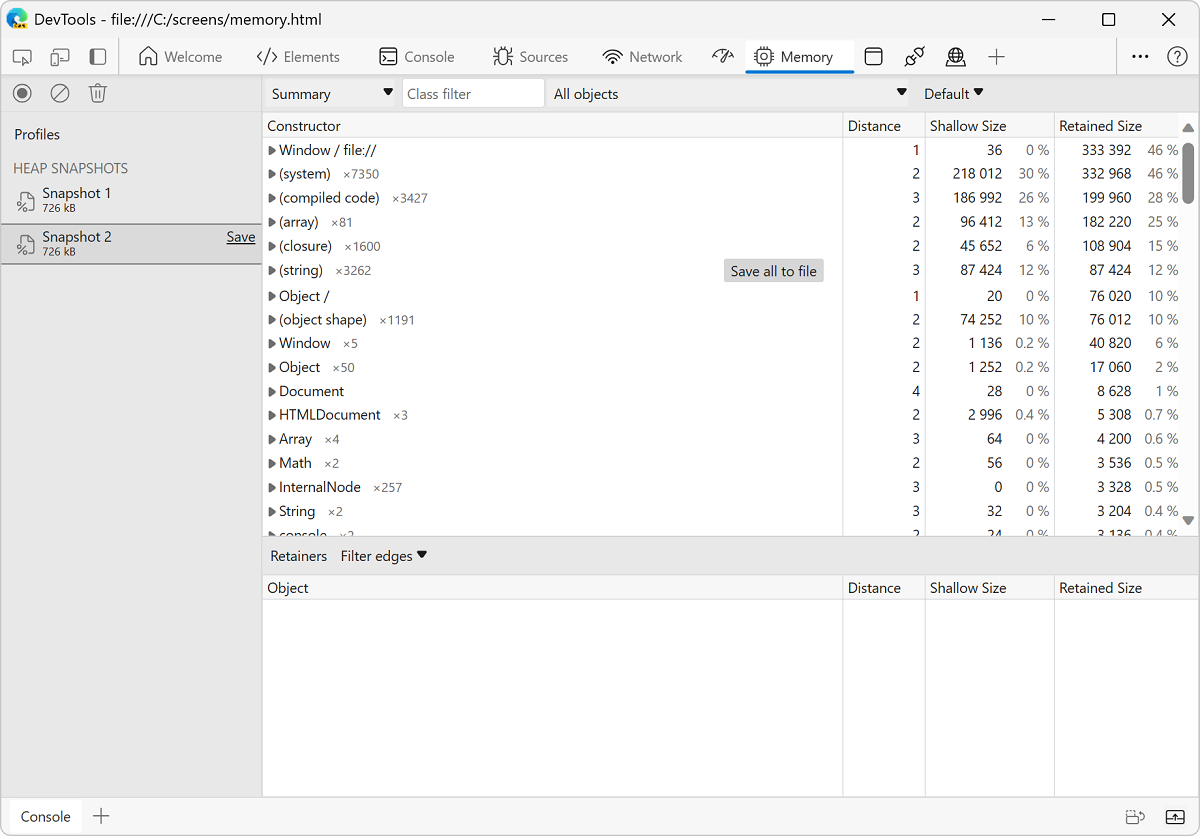 DevTools - file:///C:/screens/memory.html
Welcome Elements Console Sources Network Memory
Summary Class filter All objects Default
Profiles
HEAP SNAPSHOTS
Snapshot 1
726 kB
Snapshot 2 Save
726 kB
Constructor Distance Shallow Size Retained Size
Window / file:// 1 36 0 % 333 392 46 %
(system) ×7350 2 218 012 30 % 332 968 46 %
(compiled code) ×3427 3 186 992 26 % 199 960 28 %
(array) ×81 2 96 412 13 % 182 220 25 %
(closure) ×1600 2 45 652 6 % 108 904 15 %
(string) ×3262 Save all to file 3 87 424 12 % 87 424 12 %
Object / 1 20 0 % 76 020 10 %
(object shape) ×1191 2 74 252 10 % 76 012 10 %
Window ×5 2 1 136 0.2 % 40 820 6 %
Object ×50 2 1 252 0.2 % 17 060 2 %
Document 4 28 0 % 8 628 1 %
HTMLDocument ×3 2 2 996 0.4 % 5 308 0.7 %
Array ×4 3 64 0 % 4 200 0.6 %
Math ×2 2 56 0 % 3 536 0.5 %
InternalNode ×257 3 0 0 % 3 328 0.5 %
String ×2 3 32 0 % 3 204 0.4 %
console ×2 2 24 0 % 3 136 0.4 %
Retainers Filter edges
Object Distance Shallow Size Retained Size
Console